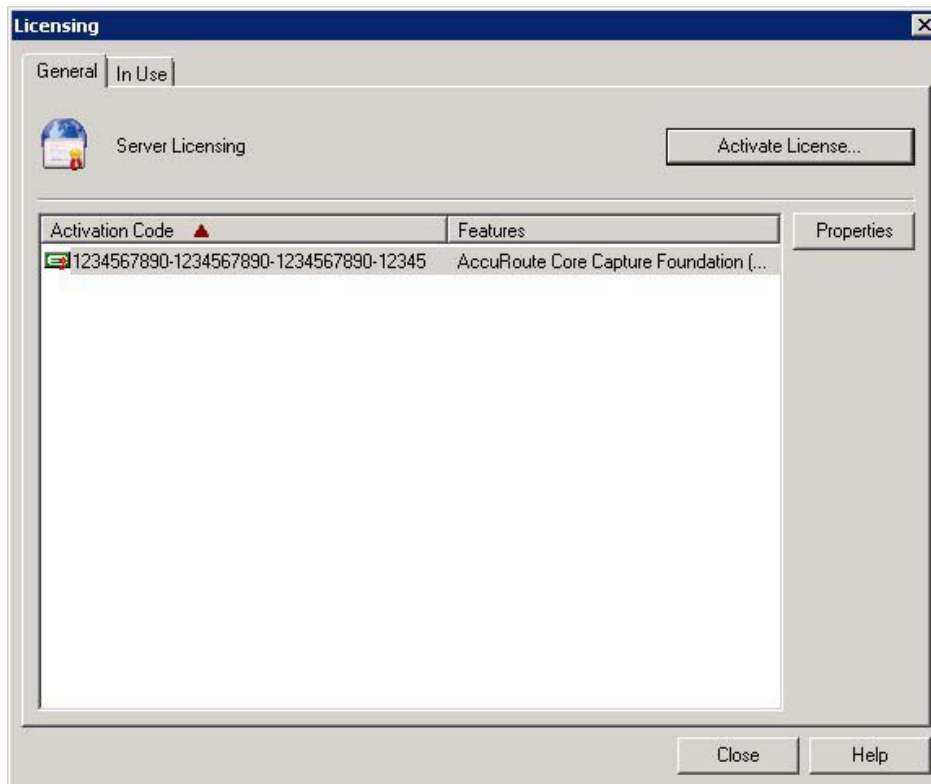 Licensing
General
In Use
Server Licensing
Activate License...
Activation Code
Features
Properties
1234567890-1234567890-1234567890-12345
AccuRoute Core Capture Foundation (...
Close
Help